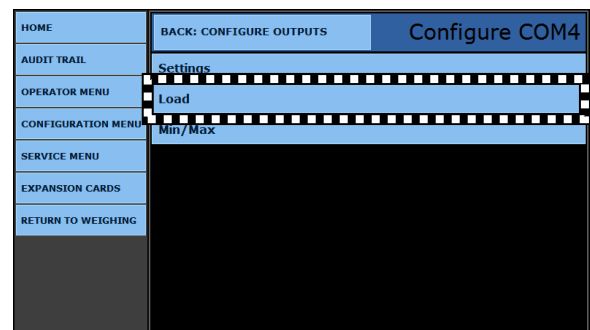 HOME
BACK: CONFIGURE OUTPUTS
Configure COM4
AUDIT TRAIL
Settings
OPERATOR MENU
Load
CONFIGURATION MENU
Min/Max
SERVICE MENU
EXPANSION CARDS
RETURN TO WEIGHING